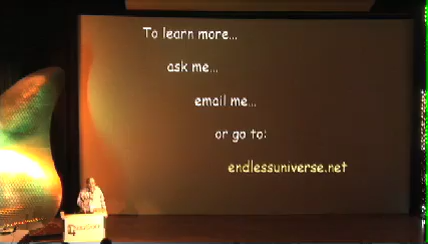 To learn more...
ask me...
email me...
or go to:
endlessuniverse.net